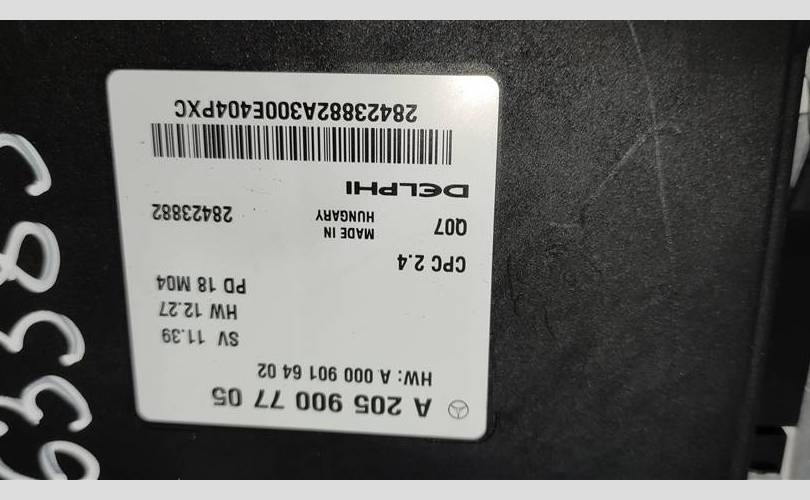 A 205 900 77 05
HW: A 000 901 64 02
SV 11.39
HW 12.27
PD 18 M04
CPC 2.4
Q07
MADE IN
HUNGARY
28423882
DELPHI
28423882A300E404PXC